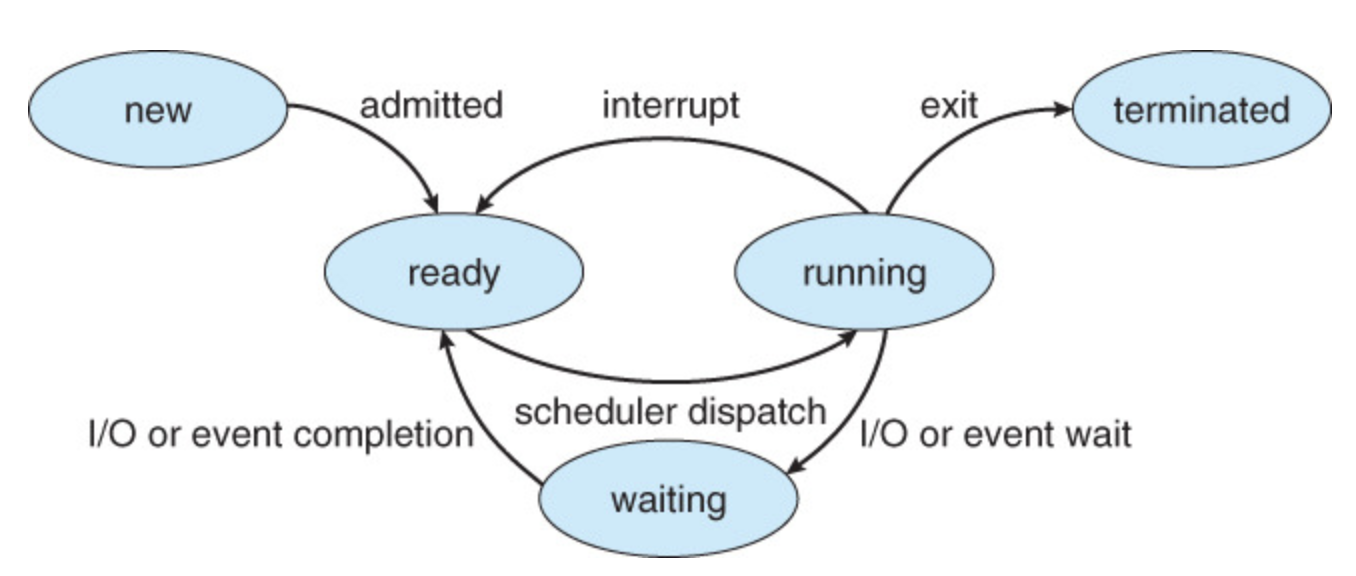 new
admitted
interrupt
exit
terminated
ready
running
scheduler dispatch
I/O or event completion
I/O or event wait
waiting